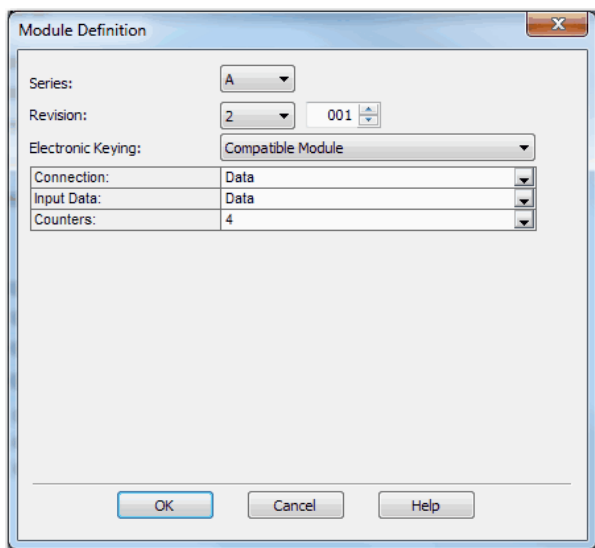 Module Definition
Series: A
Revision: 2 001
Electronic Keying: Compatible Module
Connection: Data
Input Data: Data
Counters: 4
OK Cancel Help